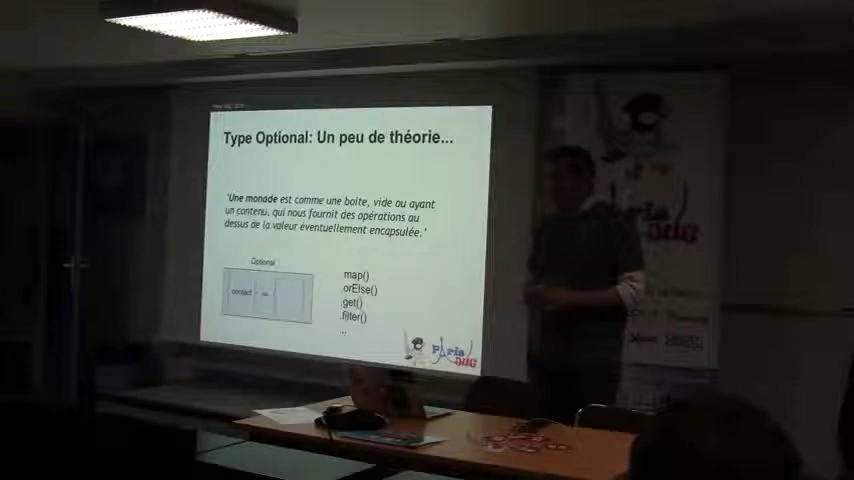 Type Optional: Un peu de théorie...
"Une monade est comme une boite, vide ou ayant
un contenu, qui nous fournit des opérations au
dessus de la valeur éventuellement encapsulée."
Optional
contact
map()
orElse()
get()
filter()
...
Paris
JUG